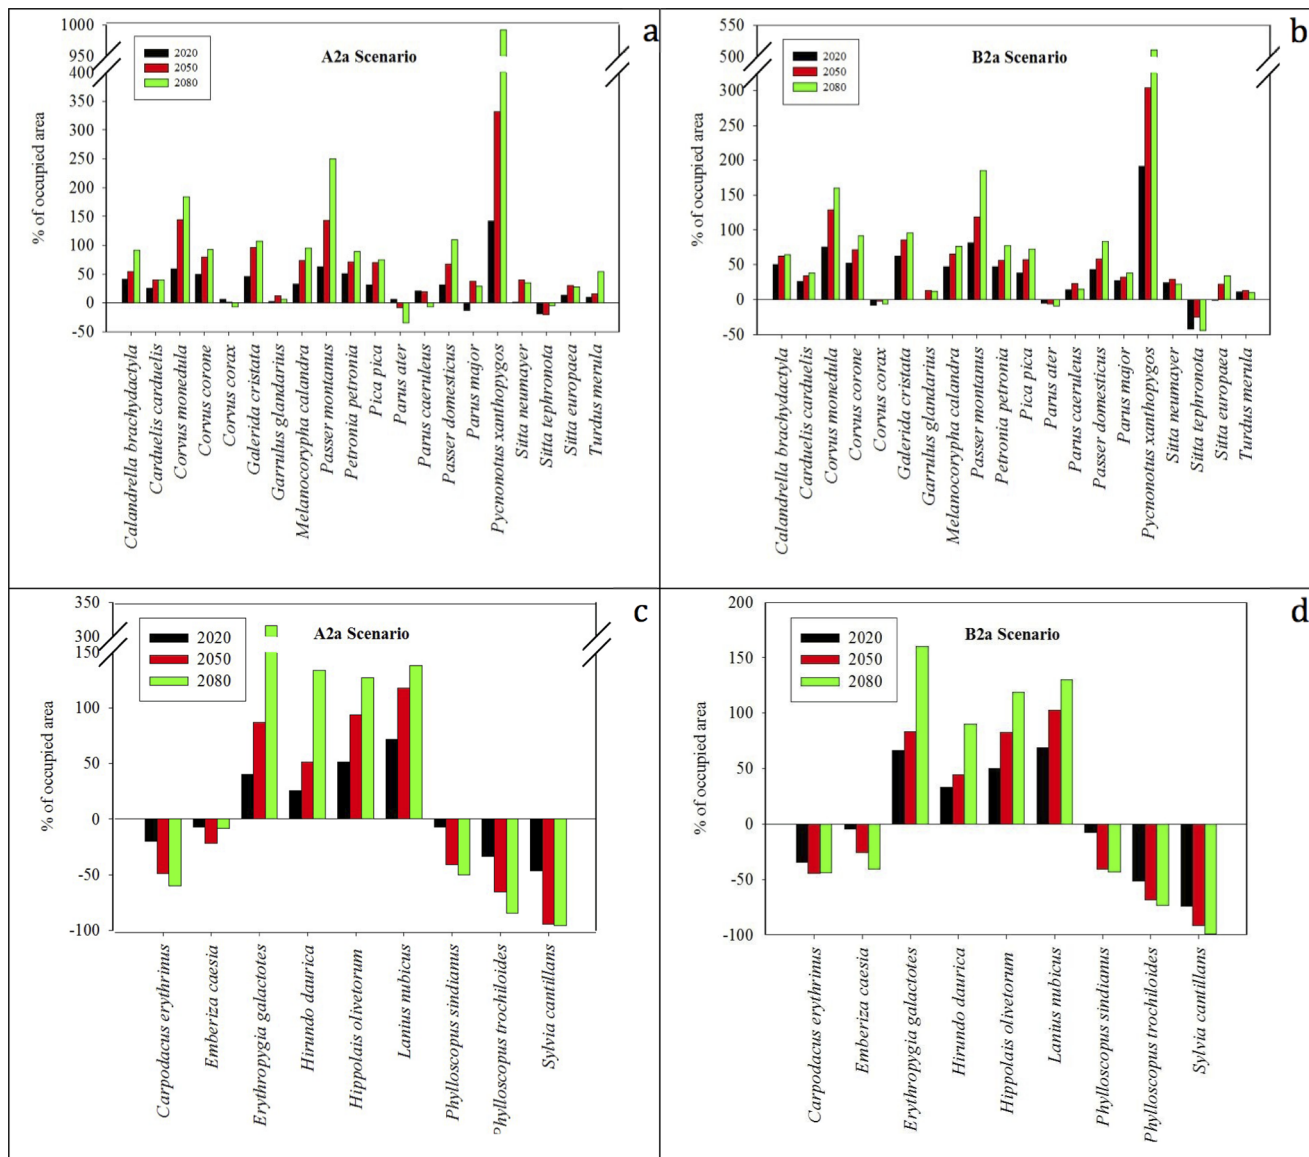 a
A2a Scenario
2020
2050
2080
% of occupied area
1000
950
400
350
300
250
200
150
100
50
0
-50
Calandrella brachydactyla
Carduelis carduelis
Corvus monedula
Corvus corone
Corvus corax
Galerida cristata
Garrulus glandarius
Melanocorypha calandra
Passer montanus
Petronia petronia
Pica pica
Parus ater
Parus caeruleus
Passer domesticus
Parus major
Pycnonotus xanthopygos
Sitta neumayer
Sitta tephronota
Sitta europaea
Turdus merula
b
B2a Scenario
2020
2050
2080
% of occupied area
550
500
300
250
200
150
100
50
0
-50
Calandrella brachydactyla
Carduelis carduelis
Corvus monedula
Corvus corone
Corvus corax
Galerida cristata
Garrulus glandarius
Melanocorypha calandra
Passer montanus
Petronia petronia
Pica pica
Parus ater
Parus caeruleus
Passer domesticus
Parus major
Pycnonotus xanthopygos
Sitta neumayer
Sitta tephronota
Sitta europaea
Turdus merula
c
A2a Scenario
2020
2050
2080
% of occupied area
350
300
150
100
50
0
-50
-100
Carpodacus erythrinus
Emberiza caesia
Erythropygia galactotes
Hirundo daurica
Hippolais olivetorum
Lanius nubicus
Phylloscopus sindianus
Phylloscopus trochiloides
Sylvia cantillans
d
B2a Scenario
2020
2050
2080
% of occupied area
200
150
100
50
0
-50
-100
Carpodacus erythrinus
Emberiza caesia
Erythropygia galactotes
Hirundo daurica
Hippolais olivetorum
Lanius nubicus
Phylloscopus sindianus
Phylloscopus trochiloides
Sylvia cantillans